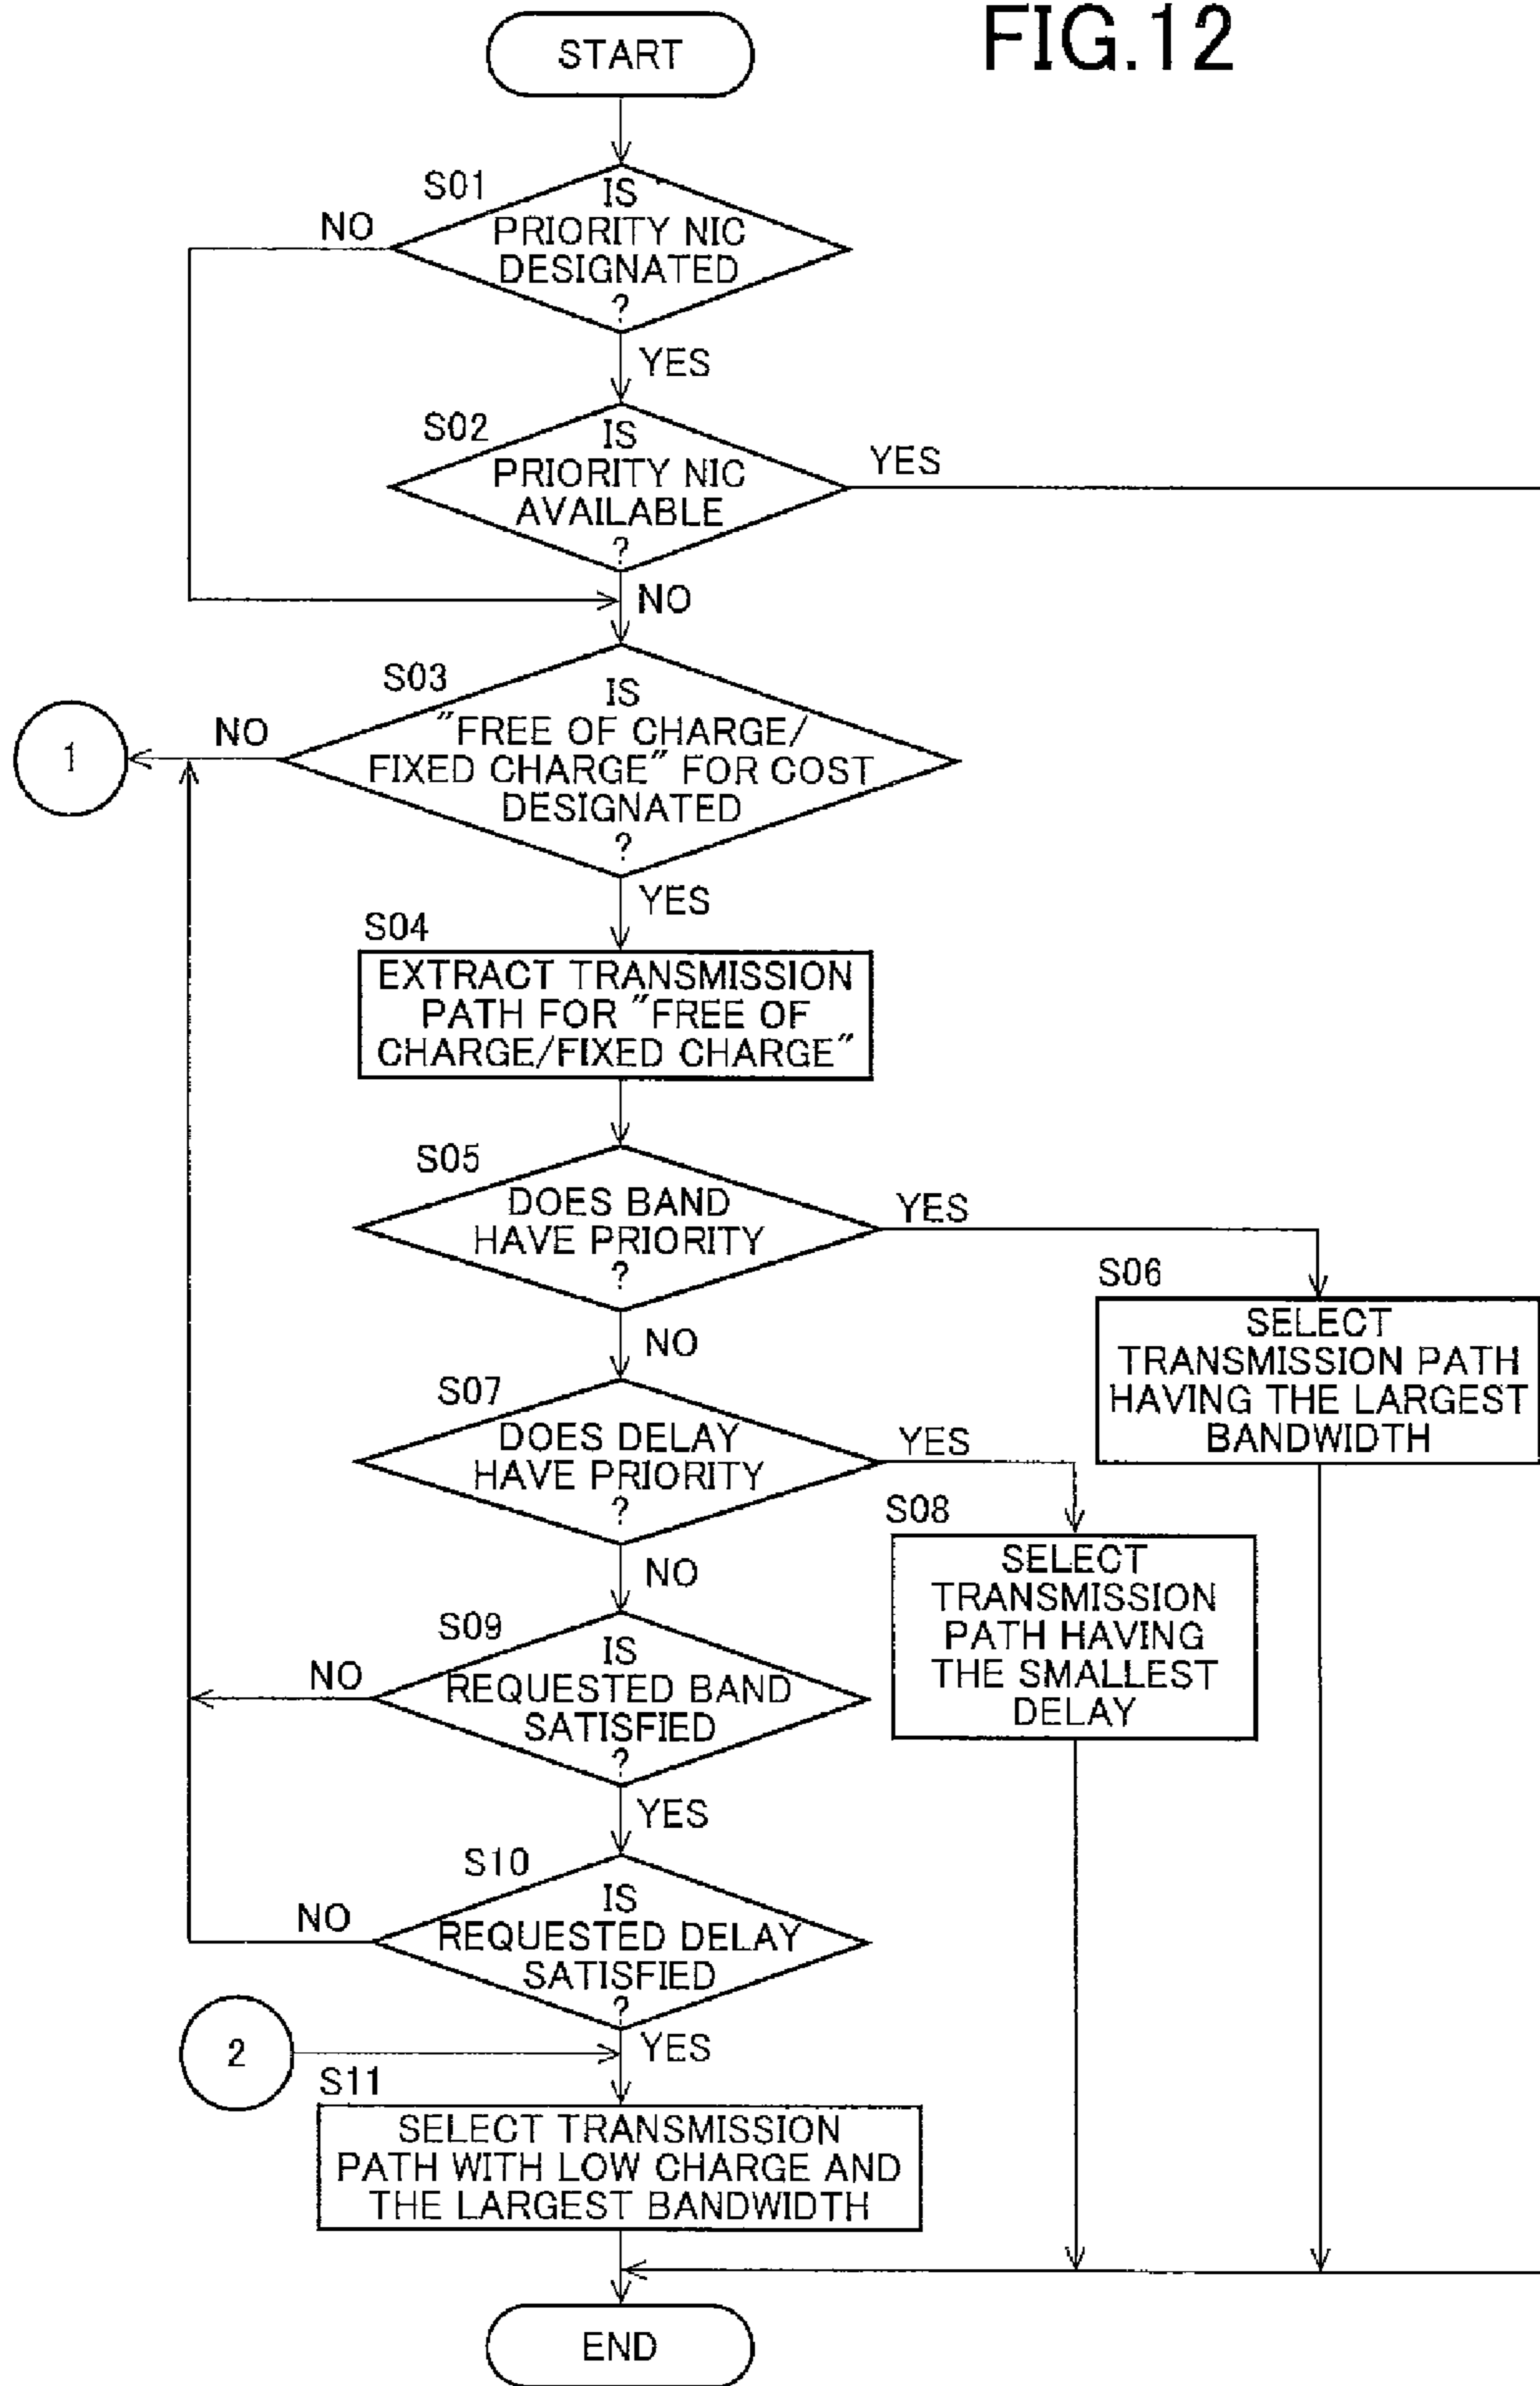 FIG.12
START
S01
IS
PRIORITY NIC
DESIGNATED
?
NO
YES
S02
IS
PRIORITY NIC
AVAILABLE
?
YES
NO
S03
IS
"FREE OF CHARGE/
FIXED CHARGE" FOR COST
DESIGNATED
?
NO
1
YES
S04
EXTRACT TRANSMISSION
PATH FOR "FREE OF
CHARGE/FIXED CHARGE"
S05
DOES BAND
HAVE PRIORITY
?
YES
S06
SELECT
TRANSMISSION PATH
HAVING THE LARGEST
BANDWIDTH
NO
S07
DOES DELAY
HAVE PRIORITY
?
YES
S08
SELECT
TRANSMISSION
PATH HAVING
THE SMALLEST
DELAY
NO
S09
IS
REQUESTED BAND
SATISFIED
?
NO
YES
S10
IS
REQUESTED DELAY
SATISFIED
?
NO
YES
2
S11
SELECT TRANSMISSION
PATH WITH LOW CHARGE AND
THE LARGEST BANDWIDTH
END